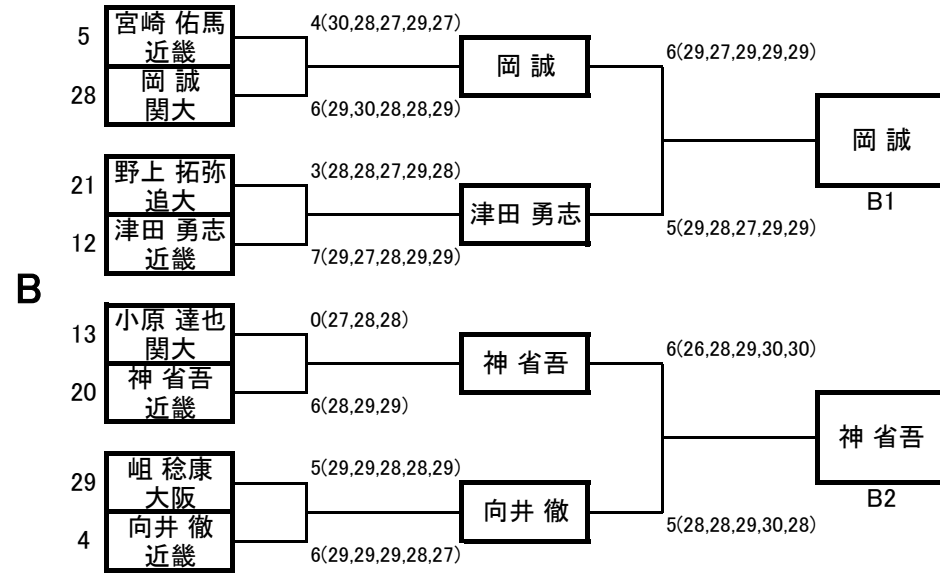 5
宮崎 佑馬
近畿
4(30,28,27,29,27)
28
岡 誠
関大
6(29,30,28,28,29)
岡 誠
6(29,27,29,29,29)
21
野上 拓弥
追大
3(28,28,27,29,28)
12
津田 勇志
近畿
7(29,27,28,29,29)
津田 勇志
5(29,28,27,29,29)
岡 誠
B1
B
13
小原 達也
関大
0(27,28,28)
20
神 省吾
近畿
6(28,29,29)
神 省吾
6(26,28,29,30,30)
29
岨 稔康
大阪
5(29,29,28,28,29)
4
向井 徹
近畿
6(29,29,29,28,27)
向井 徹
5(28,28,29,30,28)
神 省吾
B2